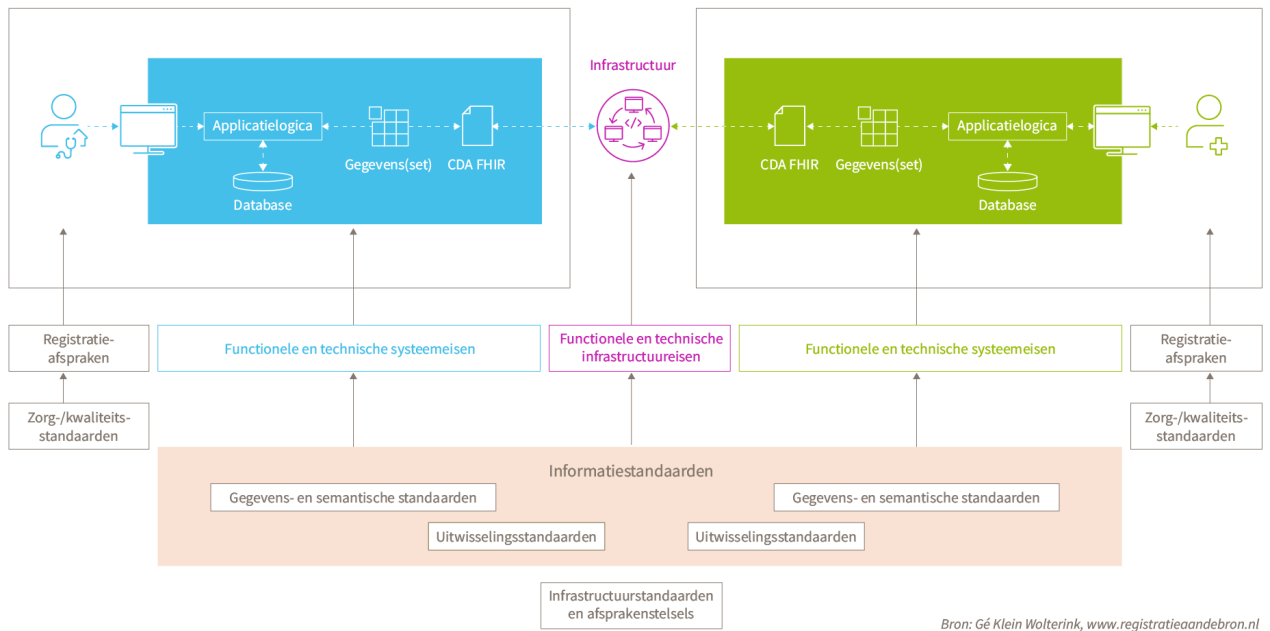 Infrastructuur
Applicatielogica
Gegevens(set)
CDA FHIR
Database
CDA FHIR
Gegevens(set)
Applicatielogica
Database
Registratie-
afspraken
Functionele en technische systeemeisen
Functionele en technische
infrastructuureisen
Functionele en technische systeemeisen
Registratie-
afspraken
Zorg-/kwaliteits-
standaarden
Zorg-/kwaliteits-
standaarden
Informatiestandaarden
Gegevens- en semantische standaarden
Gegevens- en semantische standaarden
Uitwisselingsstandaarden
Uitwisselingsstandaarden
Infrastructuurstandaarden
en afsprakenstelsels
Bron: Gé Klein Wolterink, www.registratieaandebron.nl